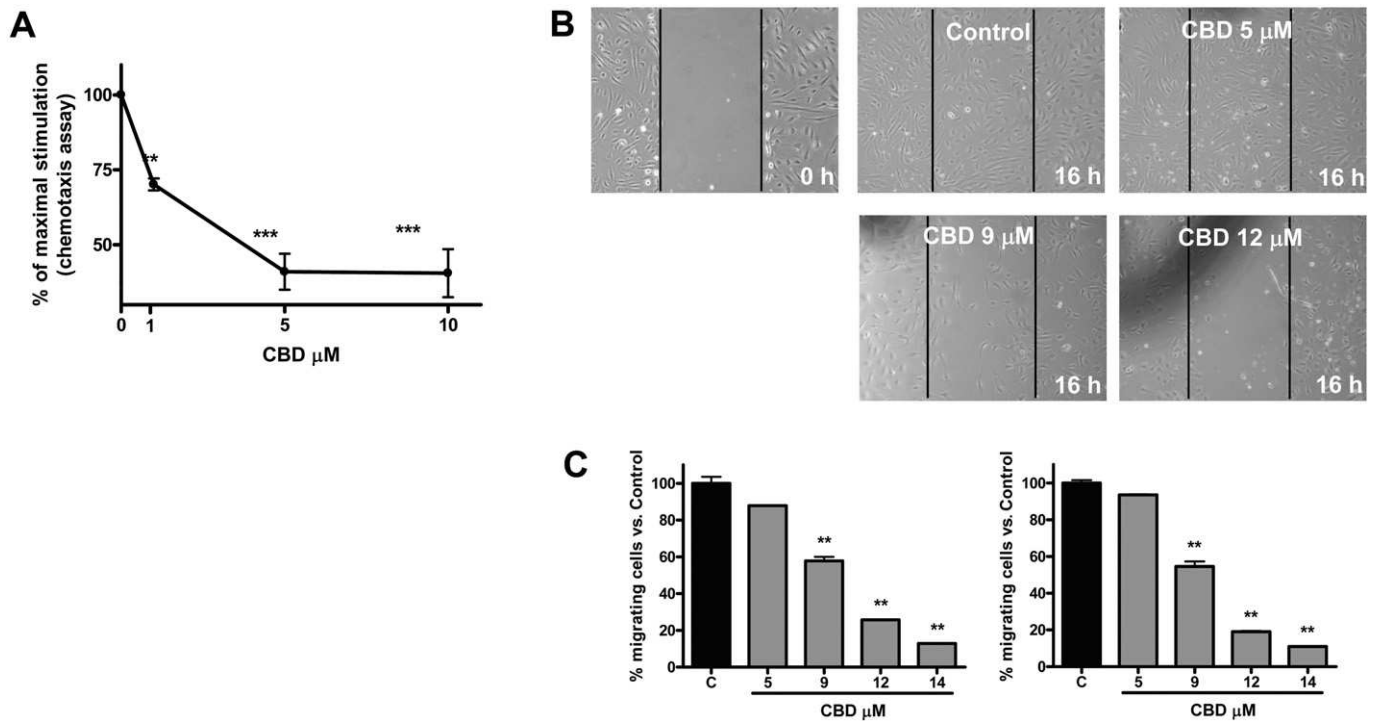 A
% of maximal stimulation
(chemotaxis assay)
100
75
50
**
***
***
0
1
5
10
CBD μM
B
0 h
Control
16 h
CBD 5 μM
16 h
CBD 9 μM
16 h
CBD 12 μM
16 h
C
% migrating cells vs. Control
100
80
60
40
20
0
**
**
**
C
5
9
12
14
CBD μM
% migrating cells vs. Control
100
80
60
40
20
0
**
**
**
C
5
9
12
14
CBD μM